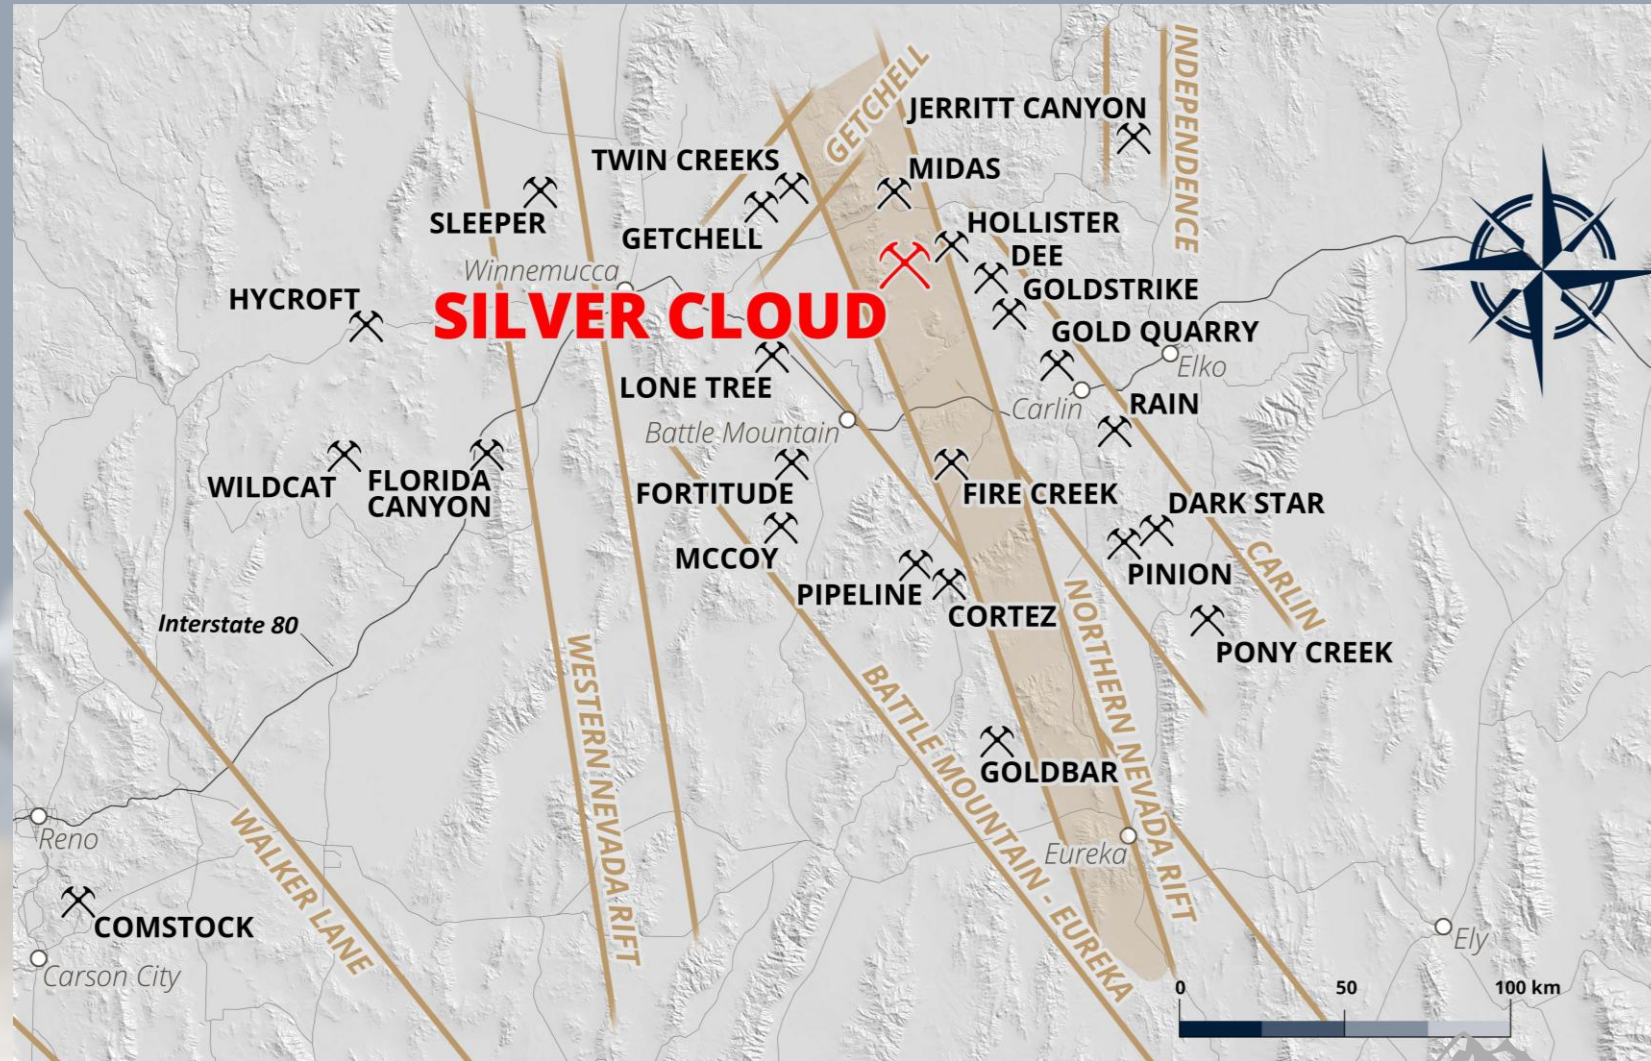 GETCHELL
INDEPENDENCE
JERRITT CANYON
TWIN CREEKS
MIDAS
SLEEPER
GETCHELL
HOLLISTER
DEE
Winnemucca
GOLDSTRIKE
HYCROFT
SILVER CLOUD
GOLD QUARRY
Elko
LONE TREE
Carlin
RAIN
Battle Mountain
WILDCAT
FLORIDA
CANYON
FORTITUDE
FIRE CREEK
DARK STAR
MCCOY
PINION
CARLIN
PIPELINE
CORTEZ
Interstate 80
PONY CREEK
WESTERN NEVADA RIFT
BATTLE MOUNTAIN - EUREKA
NORTHERN NEVADA RIFT
GOLDBAR
Reno
WALKER LANE
Eureka
COMSTOCK
Ely
Carson City
0 50 100 km